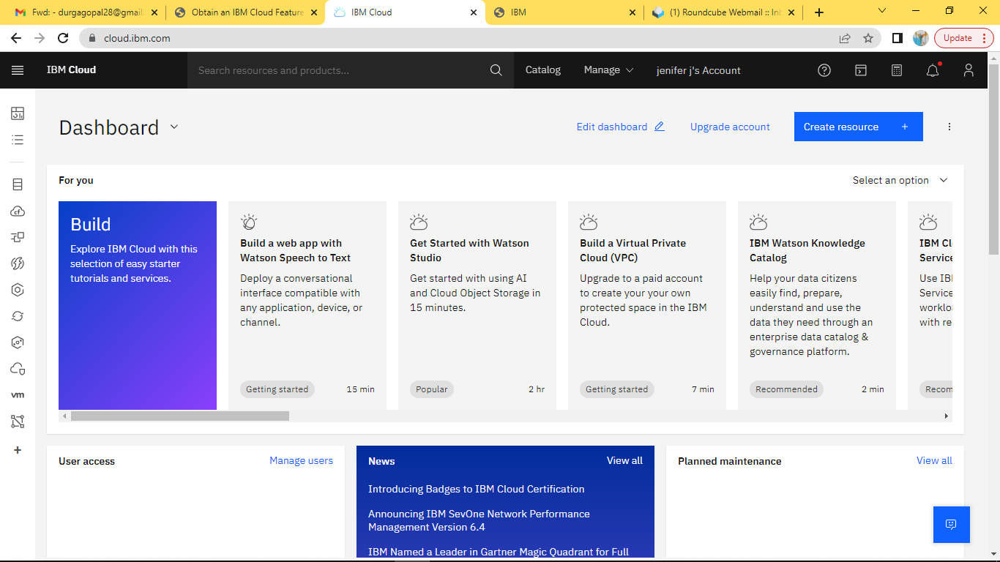 Fwd: - durgagopal28@gmail.
Obtain an IBM Cloud Feature
IBM Cloud
IBM
(1) Roundcube Webmail :: Inb
cloud.ibm.com
Update
IBM Cloud
Search resources and products...
Catalog
Manage
jenifer j's Account
Dashboard
Edit dashboard
Upgrade account
Create resource +
For you
Select an option
Build
Explore IBM Cloud with this
selection of easy starter
tutorials and services.
Build a web app with
Watson Speech to Text
Deploy a conversational
interface compatible with
any application, device, or
channel.
Getting started
15 min
Get Started with Watson
Studio
Get started with using AI
and Cloud Object Storage in
15 minutes.
Popular
2 hr
Build a Virtual Private
Cloud (VPC)
Upgrade to a paid account
to create your your own
protected space in the IBM
Cloud.
Getting started
7 min
IBM Watson Knowledge
Catalog
Help your data citizens
easily find, prepare,
understand and use the
data they need through an
enterprise data catalog &
governance platform.
Recommended
2 min
IBM Cl
Service
Use IBI
Service
worklo
with re
Recom
cf
vm
User access
Manage users
News
View all
Introducing Badges to IBM Cloud Certification
Announcing IBM SevOne Network Performance
Management Version 6.4
IBM Named a Leader in Gartner Magic Quadrant for Full
Planned maintenance
View all